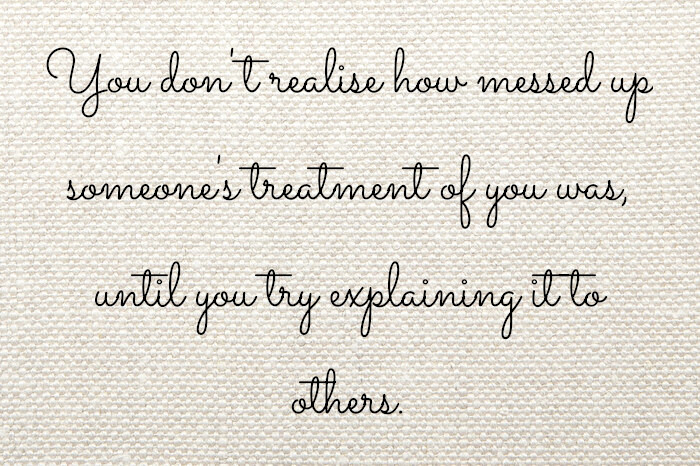 You don't realise how messed up
someone's treatment of you was,
until you try explaining it to
others.